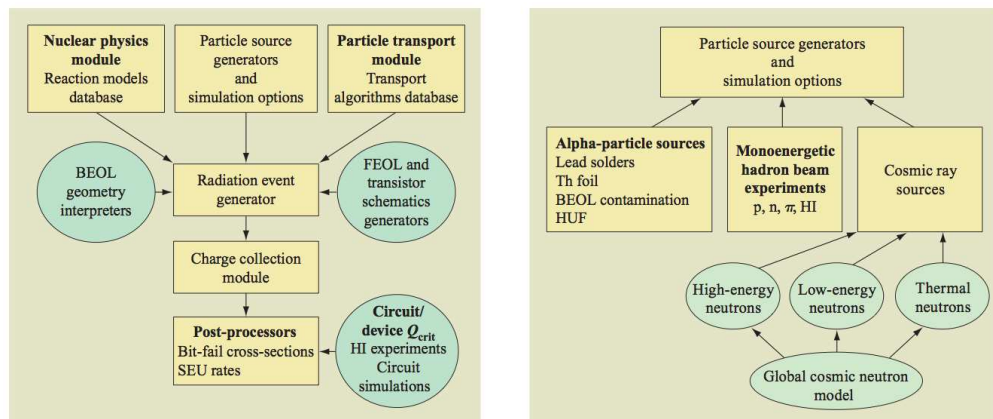 Nuclear physics
module
Reaction models
database
Particle source
generators
and
simulation options
Particle transport
module
Transport
algorithms database
BEOL
geometry
interpreters
Radiation event
generator
FEOL and
transistor
schematics
generators
Charge collection
module
Post-processors
Bit-fail cross-sections
SEU rates
Circuit/
device Qcrit
HI experiments
Circuit
simulations
Particle source generators
and
simulation options
Alpha-particle sources
Lead solders
Th foil
BEOL contamination
HUF
Monoenergetic
hadron beam
experiments
p, n, π, HI
Cosmic ray
sources
High-energy
neutrons
Low-energy
neutrons
Thermal
neutrons
Global cosmic neutron
model